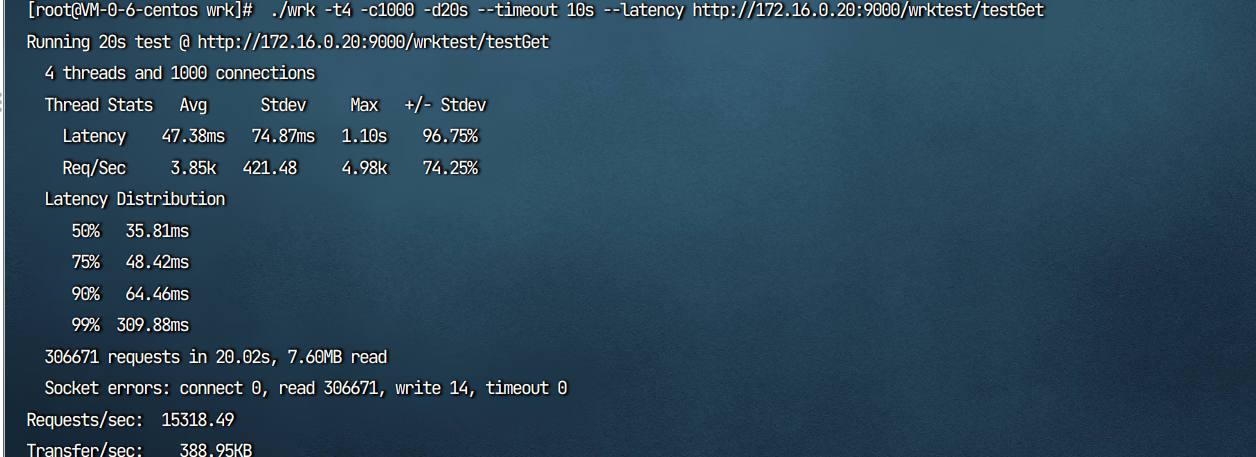 [root@VM-0-6-centos wrk]# ./wrk -t4 -c1000 -d20s --timeout 10s --latency http://172.16.0.20:9000/wrktest/testGet
Running 20s test @ http://172.16.0.20:9000/wrktest/testGet
4 threads and 1000 connections
Thread Stats Avg Stdev Max +/- Stdev
Latency 47.38ms 74.87ms 1.10s 96.75%
Req/Sec 3.85k 421.48 4.98k 74.25%
Latency Distribution
50% 35.81ms
75% 48.42ms
90% 64.46ms
99% 309.88ms
306671 requests in 20.02s, 7.60MB read
Socket errors: connect 0, read 306671, write 14, timeout 0
Requests/sec: 15318.49
Transfer/sec: 388.95KB